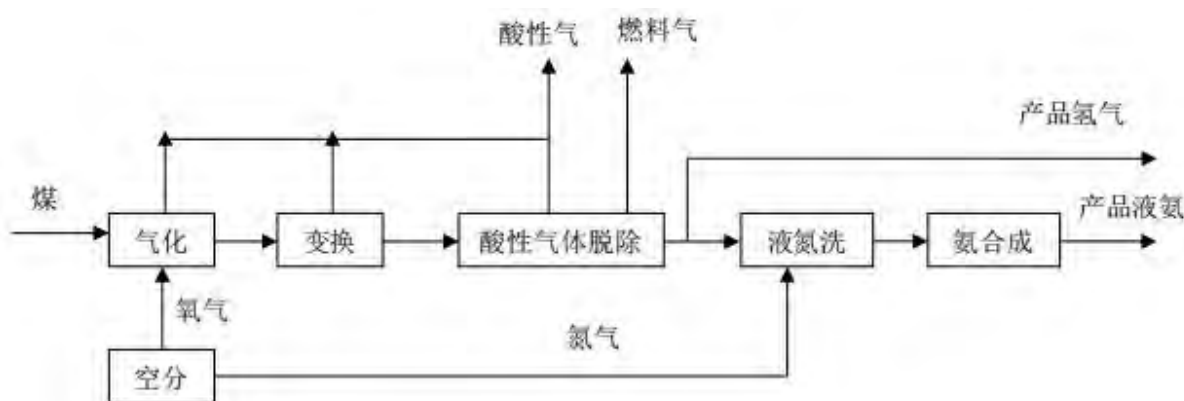 酸性气
燃料气
产品氢气
煤
产品液氨
气化
变换
酸性气体脱除
液氮洗
氨合成
氧气
氮气
空分